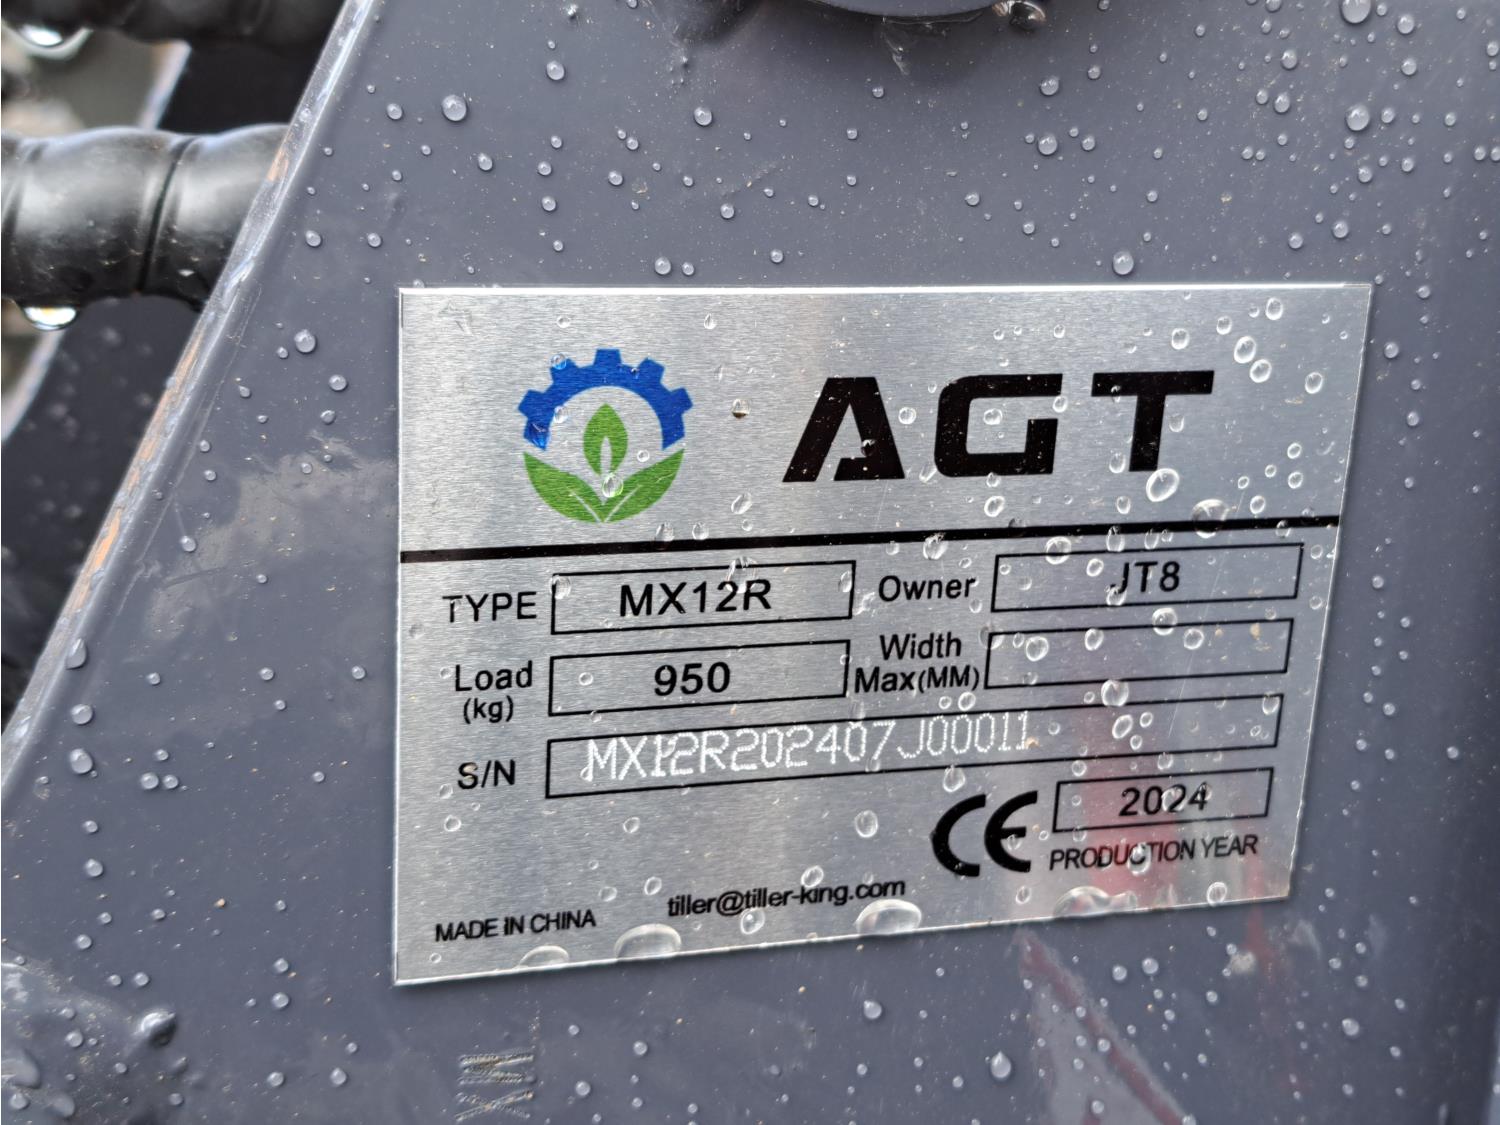 AGT
TYPE MX12R Owner JT8
Load (kg) 950 Width Max(MM)
S/N MX12R202407J00011
CE 2024
PRODUCTION YEAR
MADE IN CHINA tiller@tiller-king.com